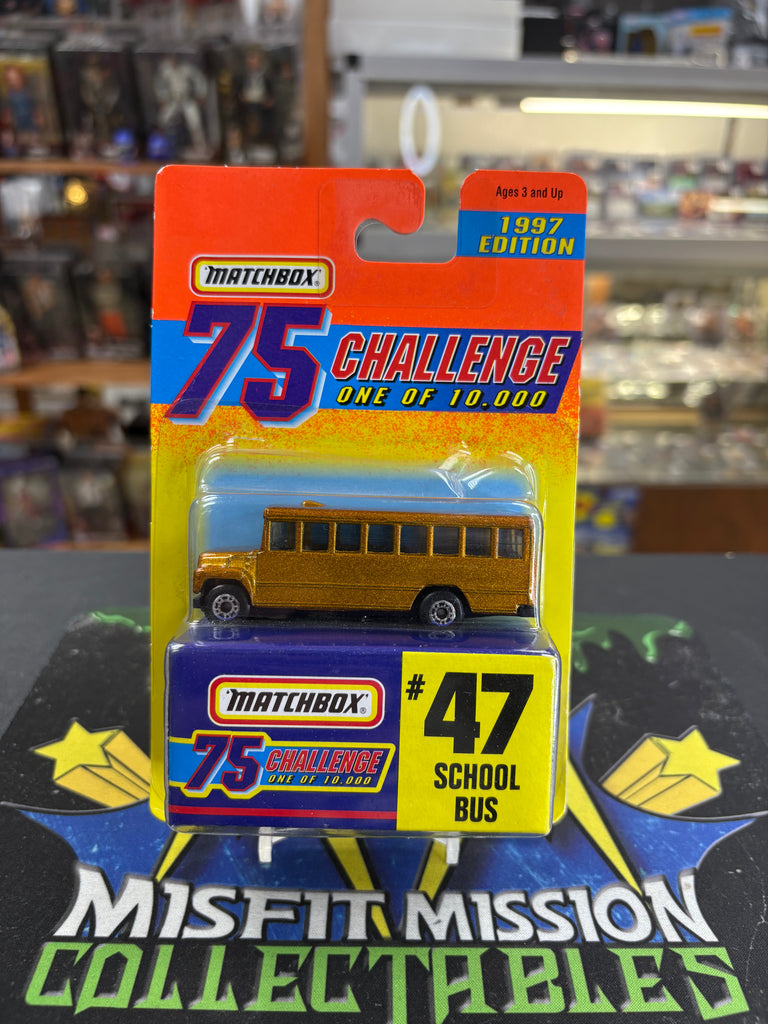 Ages 3 and Up
1997
EDITION
MATCHBOX
75 CHALLENGE
ONE OF 10,000
MATCHBOX®
75 CHALLENGE
ONE OF 10,000
#47
SCHOOL
BUS
MISFIT MISSION
COLLECTABLES